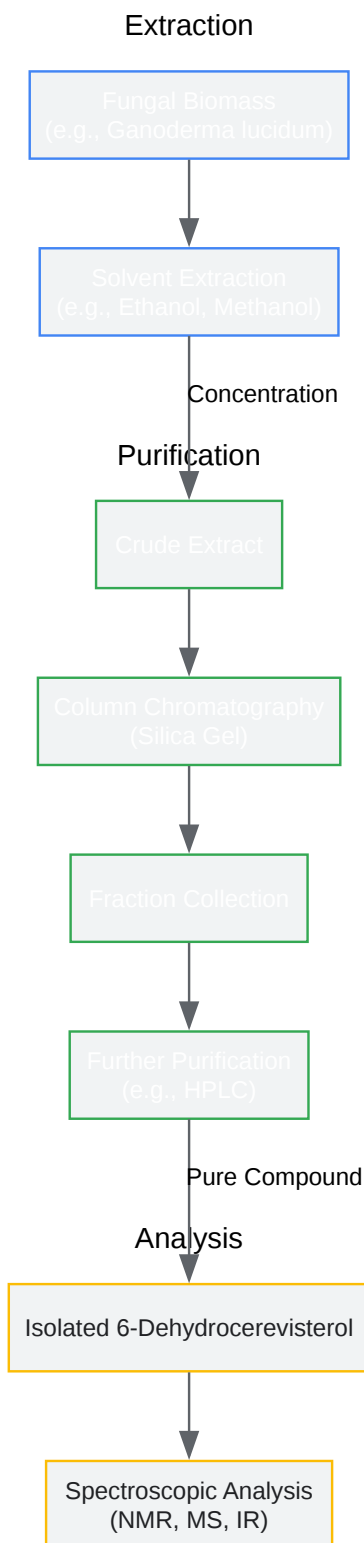 Extraction
Fungal Biomass
(e.g., Ganoderma lucidum)
Solvent Extraction
(e.g., Ethanol, Methanol)
Concentration
Purification
Crude Extract
Column Chromatography
(Silica Gel)
Fraction Collection
Further Purification
(e.g., HPLC)
Pure Compound
Analysis
Isolated 6-Dehydrocerevisterol
Spectroscopic Analysis
(NMR, MS, IR)